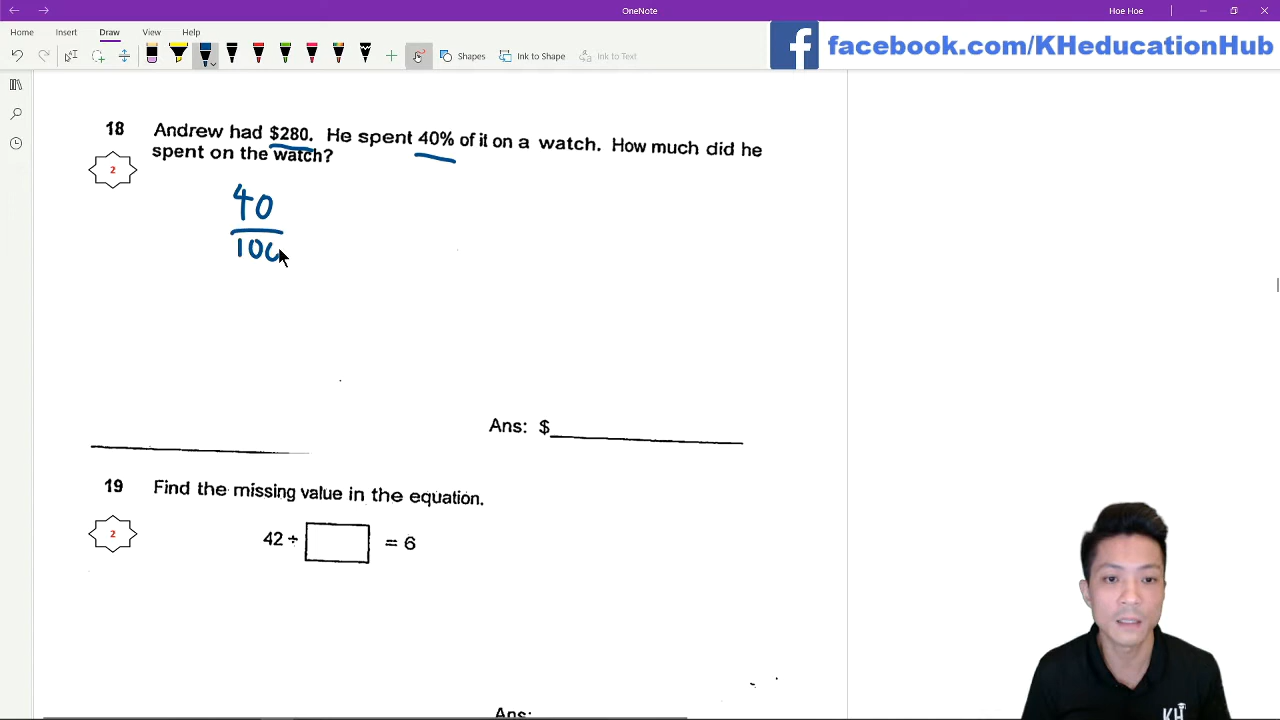 OneNote
Hoe Hoe
Home Insert Draw View Help
Shapes Ink to Shape Ink to Text
facebook.com/KHeducationHub
18 Andrew had $280. He spent 40% of it on a watch. How much did he
spent on the watch?
2
40
100
Ans: $
19 Find the missing value in the equation.
2
42 ÷ = 6
Ans:
KH